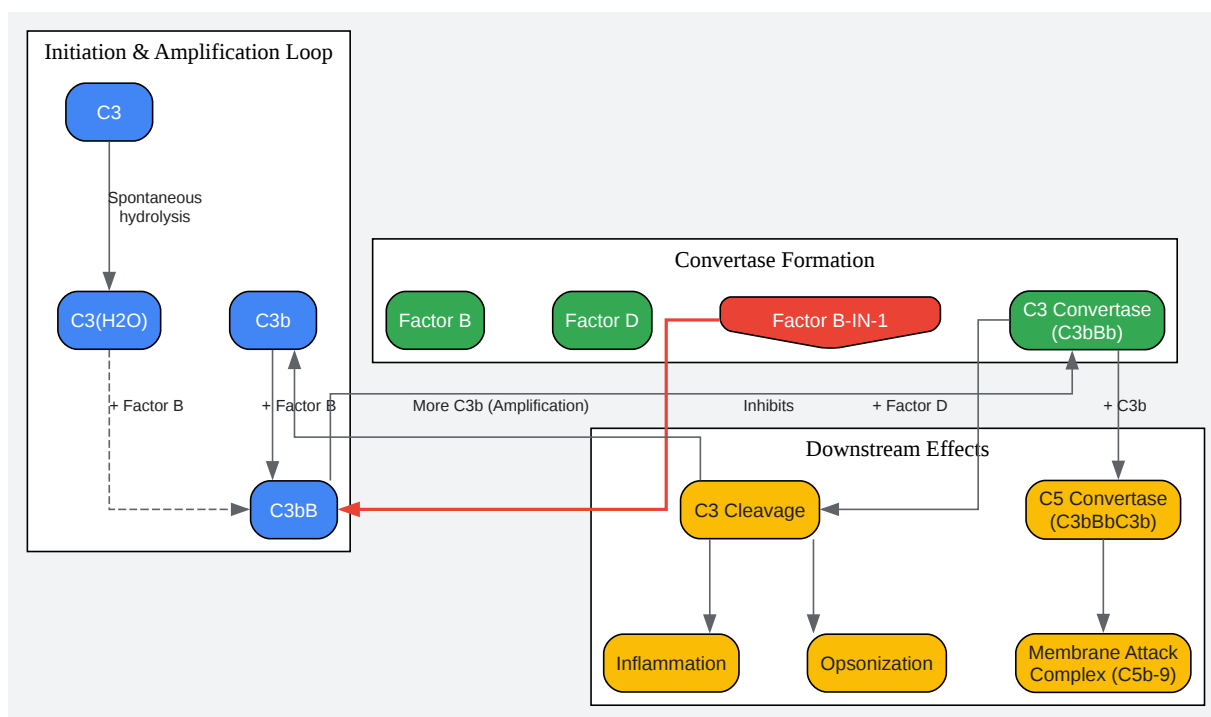 Initiation & Amplification Loop
C3
Spontaneous
hydrolysis
Convertase Formation
C3(H2O)
C3b
Factor B
Factor D
Factor B-IN-1
C3 Convertase
(C3bBb)
+ Factor B
+ Factor B
More C3b (Amplification)
Inhibits
+ Factor D
+ C3b
Downstream Effects
C3bB
C3 Cleavage
C5 Convertase
(C3bBbC3b)
Inflammation
Opsonization
Membrane Attack
Complex (C5b-9)